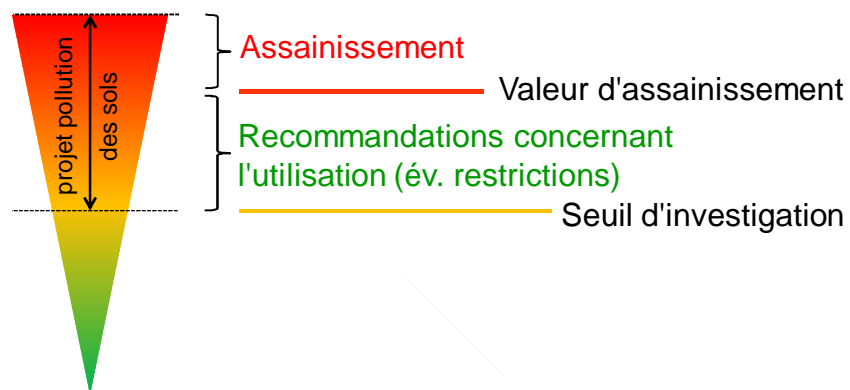 projet pollution
des sols
Assainissement
Valeur d'assainissement
Recommandations concernant
l'utilisation (év. restrictions)
Seuil d'investigation